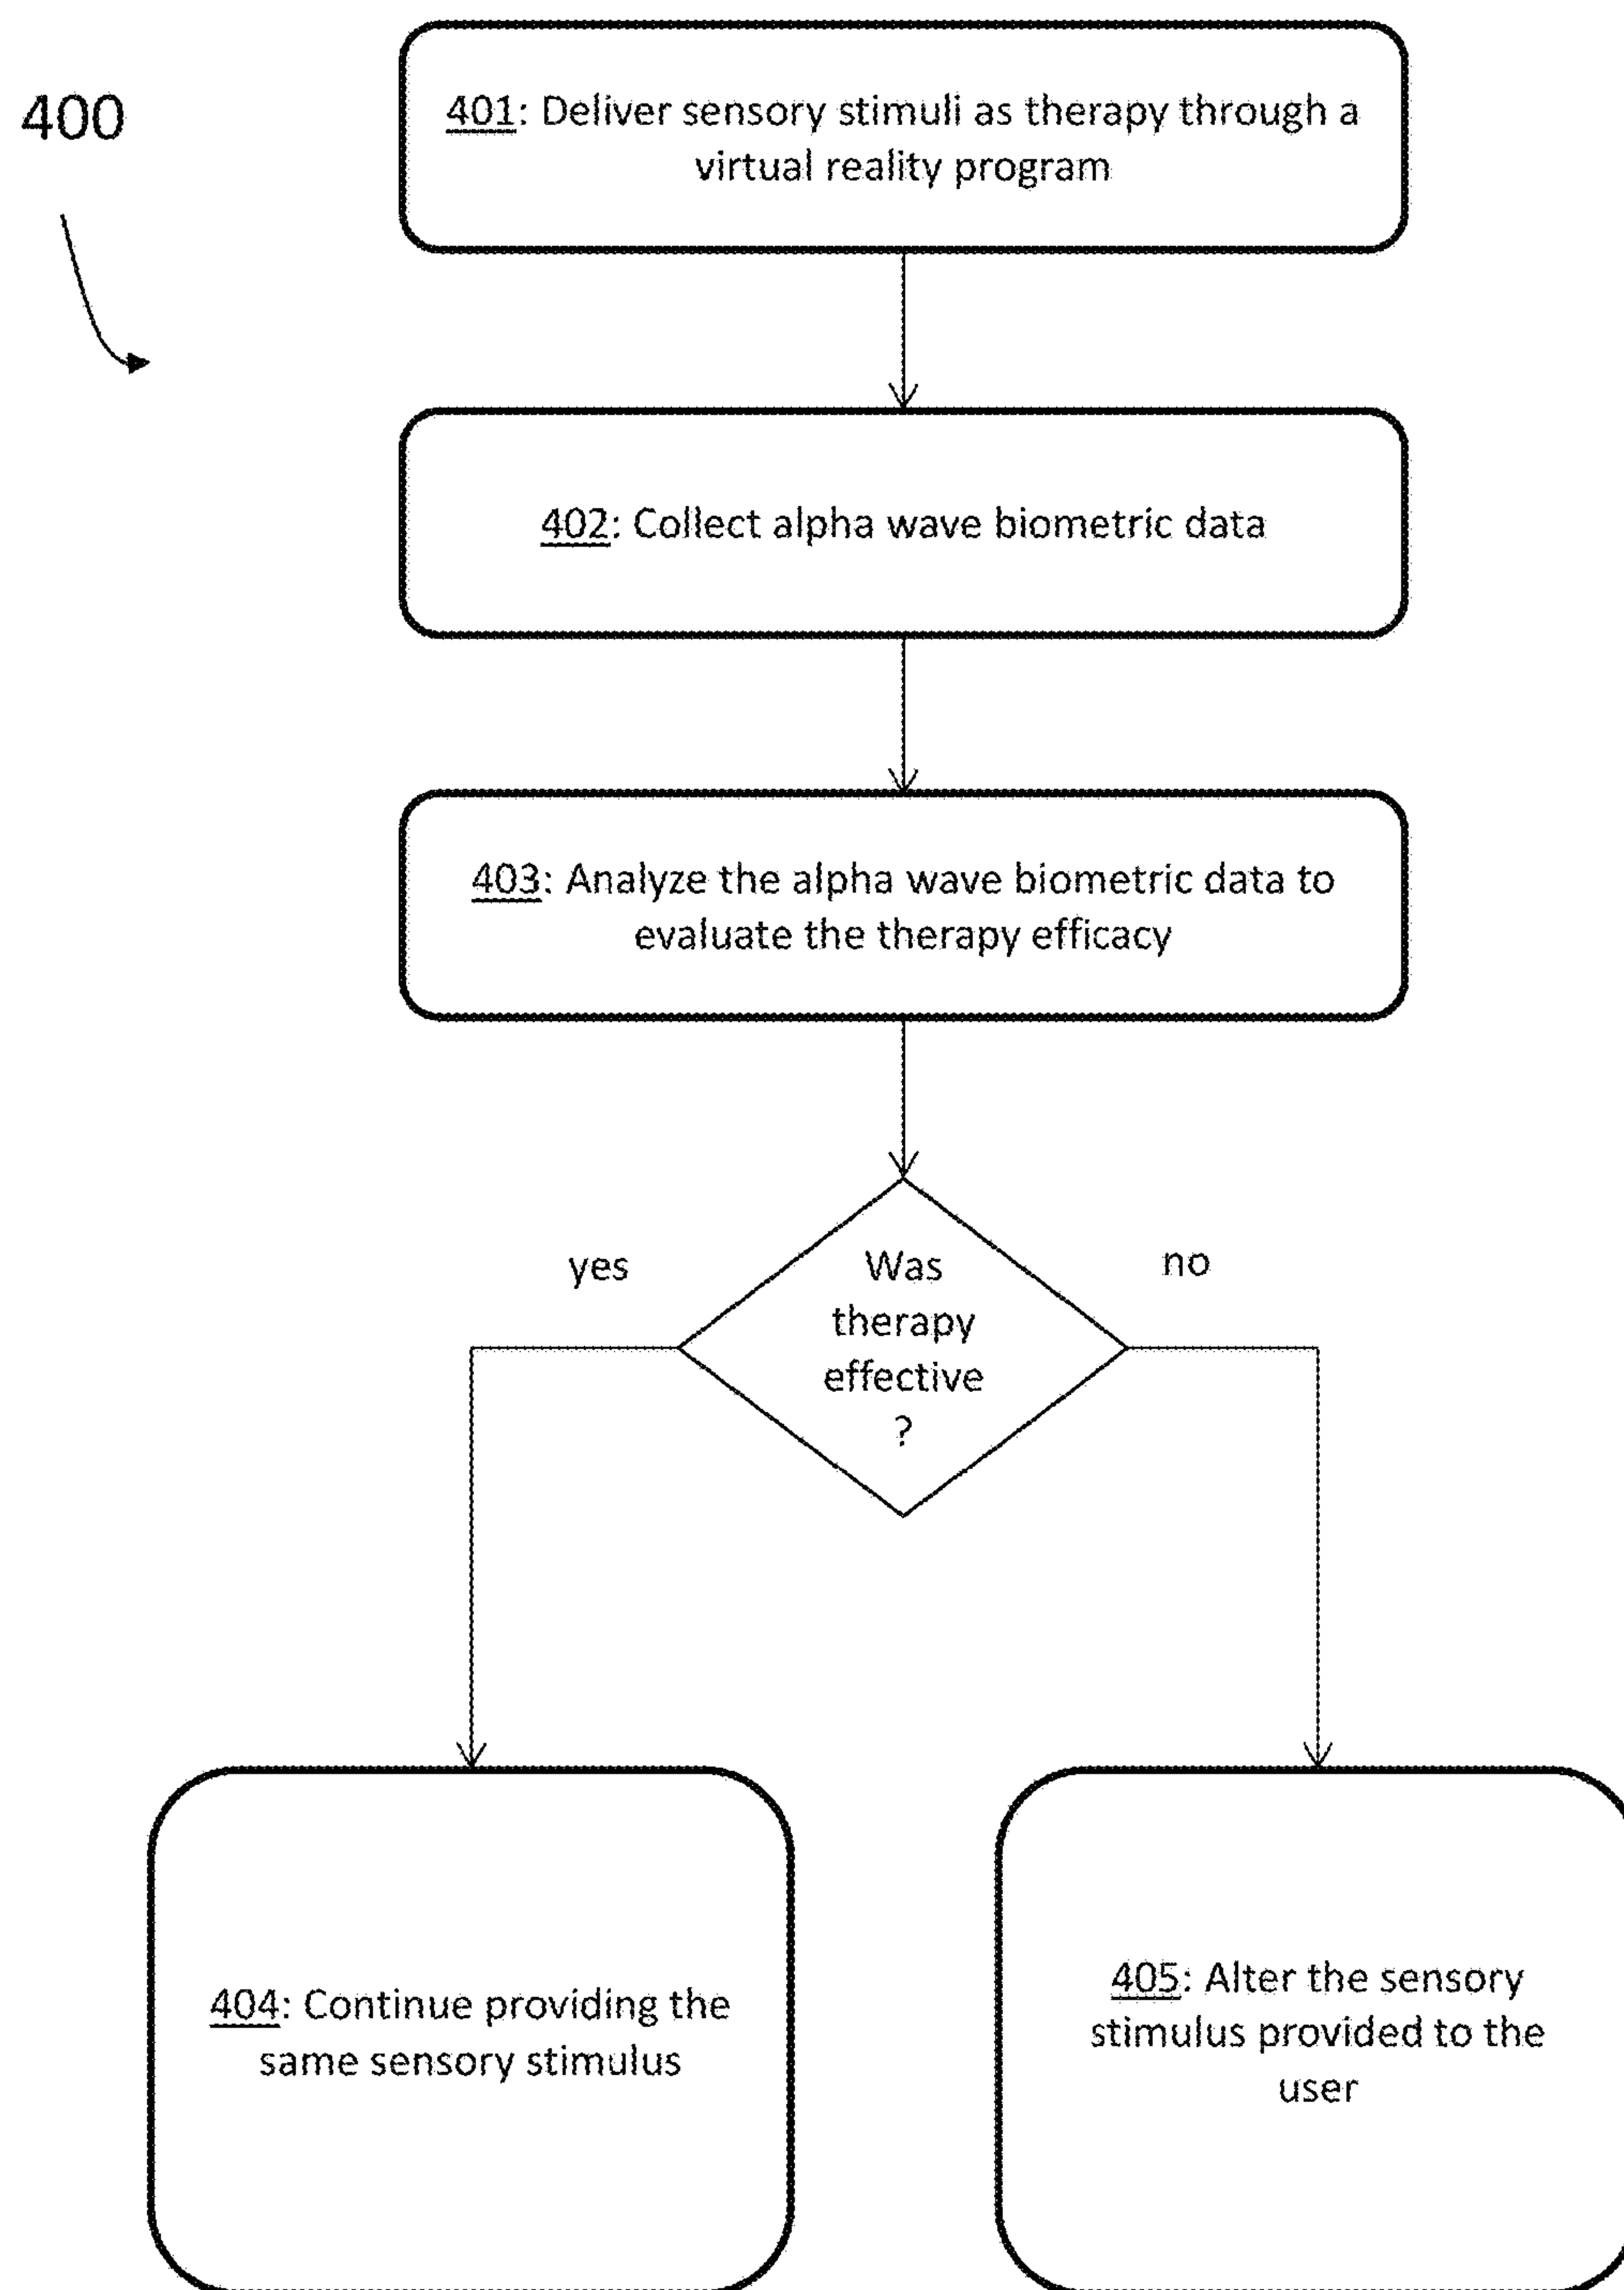 400
401: Deliver sensory stimuli as therapy through a
virtual reality program
402: Collect alpha wave biometric data
403: Analyze the alpha wave biometric data to
evaluate the therapy efficacy
yes
Was
therapy
effective
?
no
404: Continue providing the
same sensory stimulus
405: Alter the sensory
stimulus provided to the
user